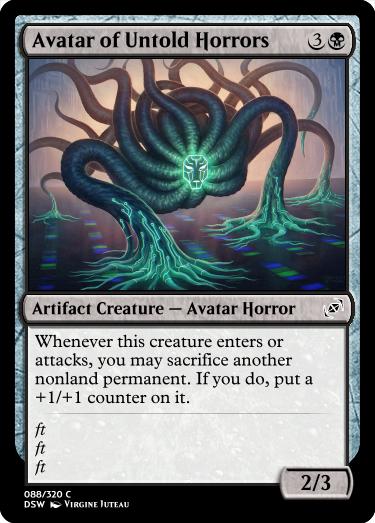 Avatar of Untold Horrors 3
Artifact Creature — Avatar Horror
Whenever this creature enters or
attacks, you may sacrifice another
nonland permanent. If you do, put a
+1/+1 counter on it.
ft
ft
ft
2/3
088/320 C
DSW Virgine Juteau